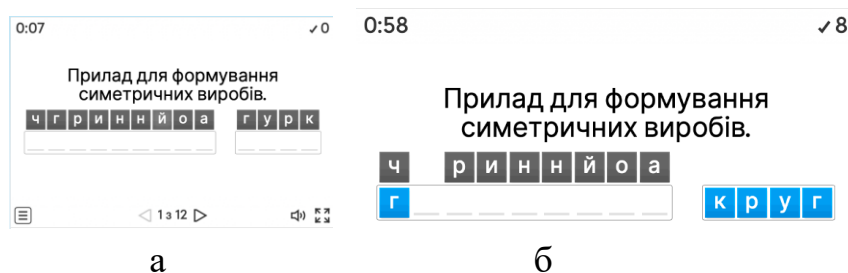 0:07 ✓0
Прилад для формування
симетричних виробів.
ч г р и н н й о а г у р к
1 з 12
а
0:58 ✓8
Прилад для формування
симетричних виробів.
ч р и н н й о а
г к р у г
б